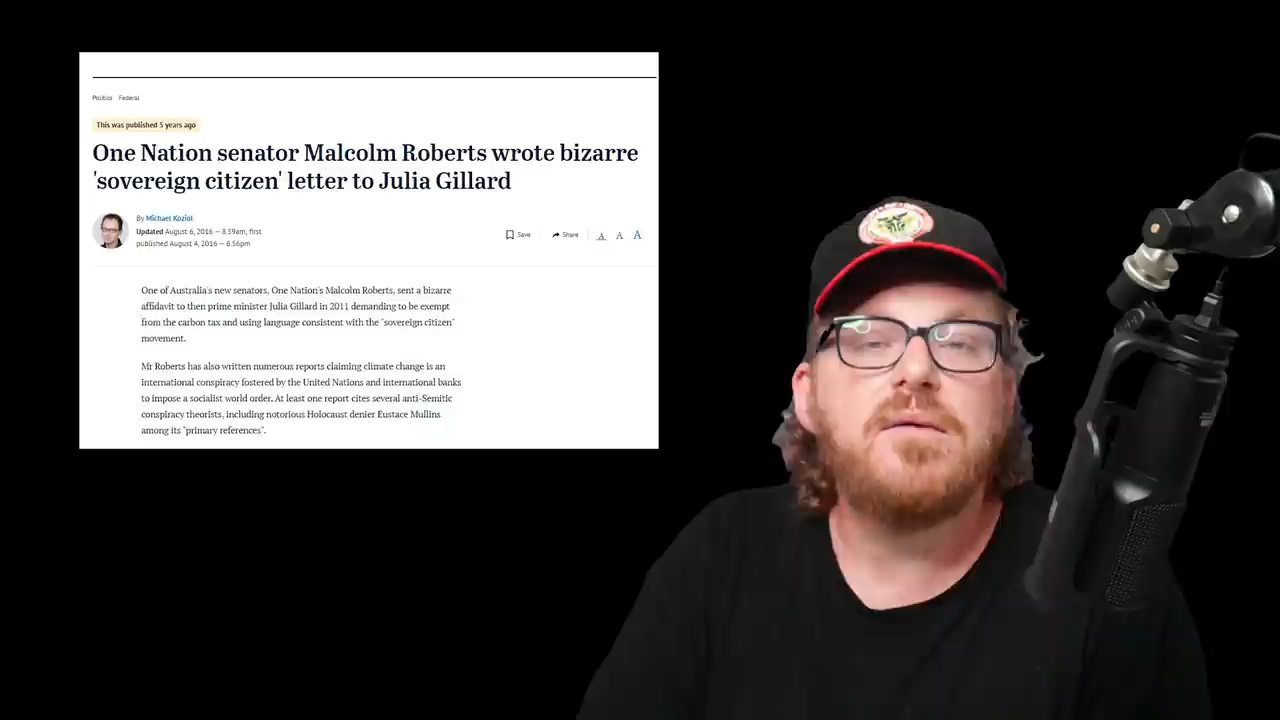 Politics Federal
This was published 5 years ago
One Nation senator Malcolm Roberts wrote bizarre
'sovereign citizen' letter to Julia Gillard
By Michael Koziol
Updated August 6, 2016 — 8.59am, first
published August 4, 2016 — 6.56pm
Save Share A A A
One of Australia's new senators, One Nation's Malcolm Roberts, sent a bizarre
affidavit to then prime minister Julia Gillard in 2011 demanding to be exempt
from the carbon tax and using language consistent with the "sovereign citizen"
movement.
Mr Roberts has also written numerous reports claiming climate change is an
international conspiracy fostered by the United Nations and international banks
to impose a socialist world order. At least one report cites several anti-Semitic
conspiracy theorists, including notorious Holocaust denier Eustace Mullins
among its "primary references".